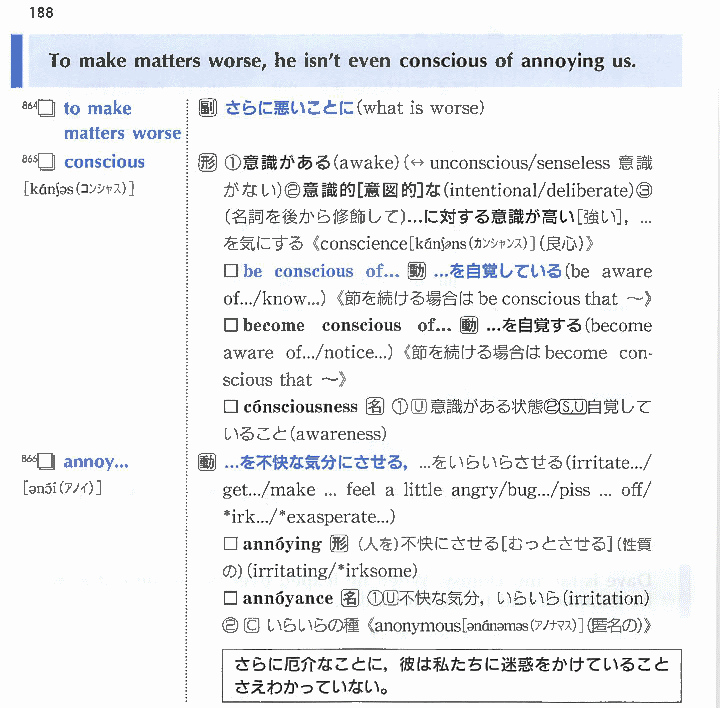 188
To make matters worse, he isn't even conscious of annoying us.
864□ to make
matters worse
副 さらに悪いことに(what is worse)
865□ conscious
[kánʃəs(コンシャス)]
形 ①意識がある(awake)(↔ unconscious/senseless 意識
がない)②意識的[意図的]な(intentional/deliberate)③
(名詞を後から修飾して)…に対する意識が高い[強い], …
を気にする《conscience[kánʃəns(カンシャンス)](良心)》
□ be conscious of... 動 …を自覚している(be aware
of.../know...)《節を続ける場合は be conscious that ～》
□ become conscious of... 動 …を自覚する(become
aware of.../notice...)《節を続ける場合は become con-
scious that ～》
□ cónsciousness 名 ①Ⓤ意識がある状態②[S,U]自覚して
いること(awareness)
866□ annoy...
[ənɔ́i(アノイ)]
動 …を不快な気分にさせる, …をいらいらさせる(irritate.../
get.../make ... feel a little angry/bug.../piss ... off/
*irk.../*exasperate...)
□ annóying 形 (人を)不快にさせる[むっとさせる](性質
の)(irritating/*irksome)
□ annóyance 名 ①Ⓤ不快な気分, いらいら(irritation)
② Ⓒ いらいらの種《anonymous[ənánəməs(アノナマス)](匿名の)》
さらに厄介なことに, 彼は私たちに迷惑をかけていること
さえわかっていない。